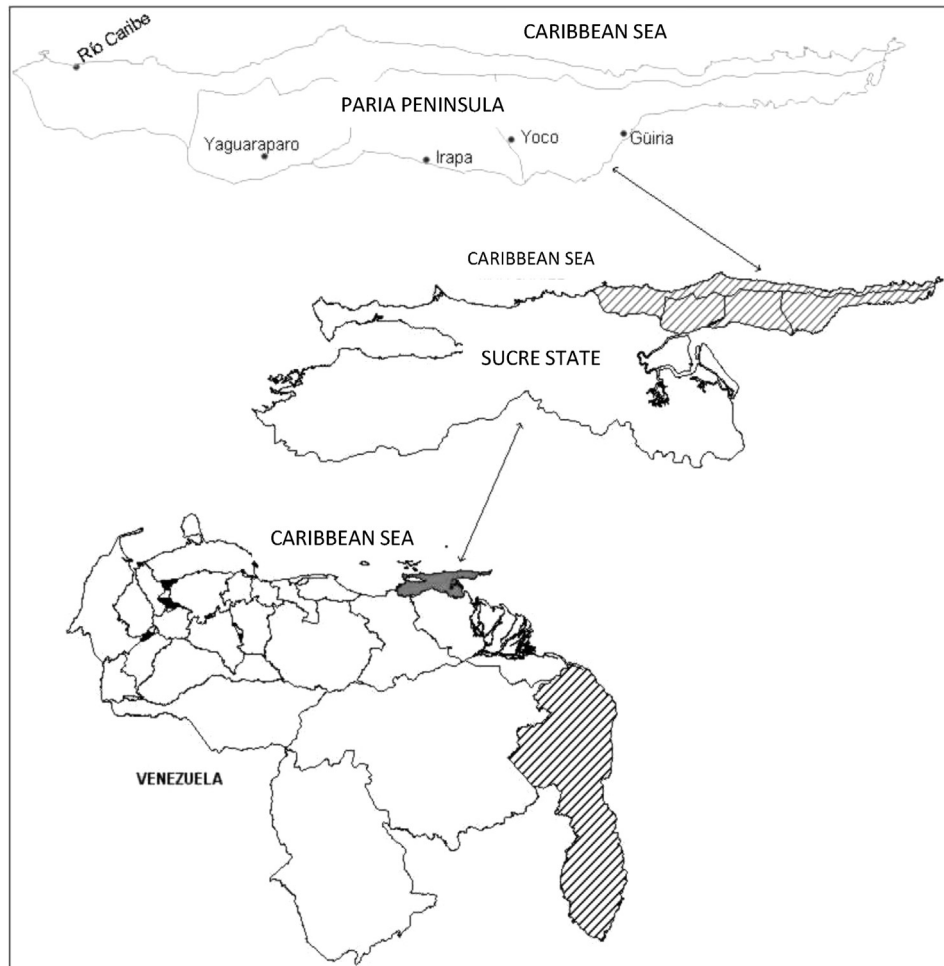 CARIBBEAN SEA
Río Caribe
PARIA PENINSULA
Yaguaraparo
Irapa
Yoco
Güiria
CARIBBEAN SEA
SUCRE STATE
CARIBBEAN SEA
VENEZUELA